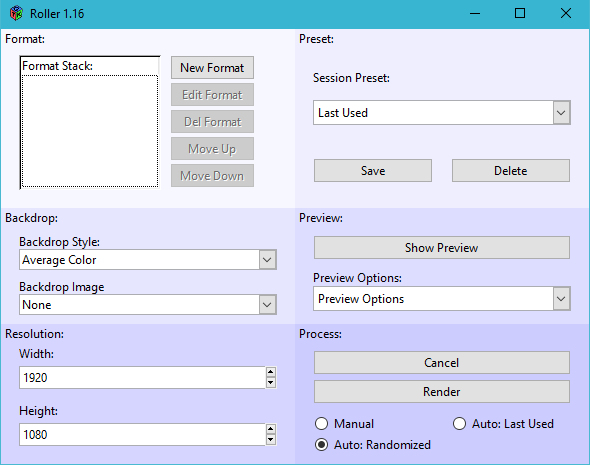 Roller 1.16
Format:
Format Stack:
New Format
Edit Format
Del Format
Move Up
Move Down
Preset:
Session Preset:
Last Used
Save
Delete
Backdrop:
Backdrop Style:
Average Color
Backdrop Image
None
Preview:
Show Preview
Preview Options:
Preview Options
Resolution:
Width:
1920
Height:
1080
Process:
Cancel
Render
Manual
Auto: Last Used
Auto: Randomized